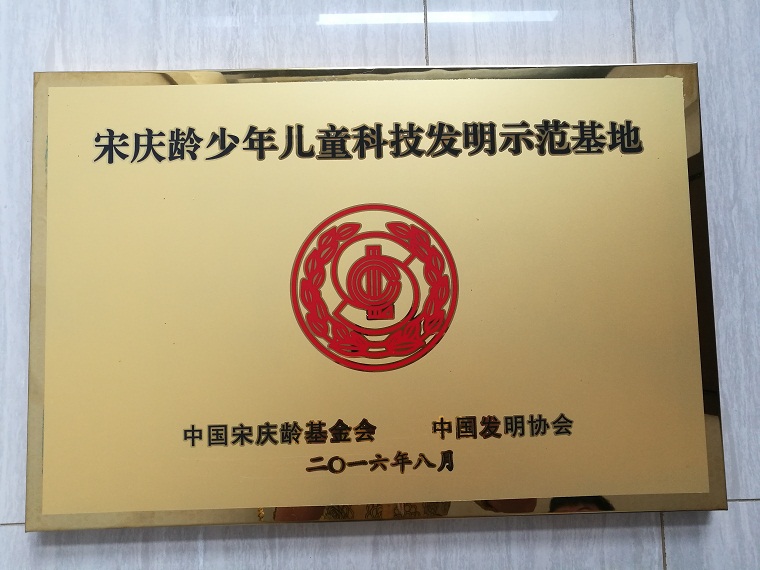 宋庆龄少年儿童科技发明示范基地
中国宋庆龄基金会 中国发明协会
二〇一六年八月